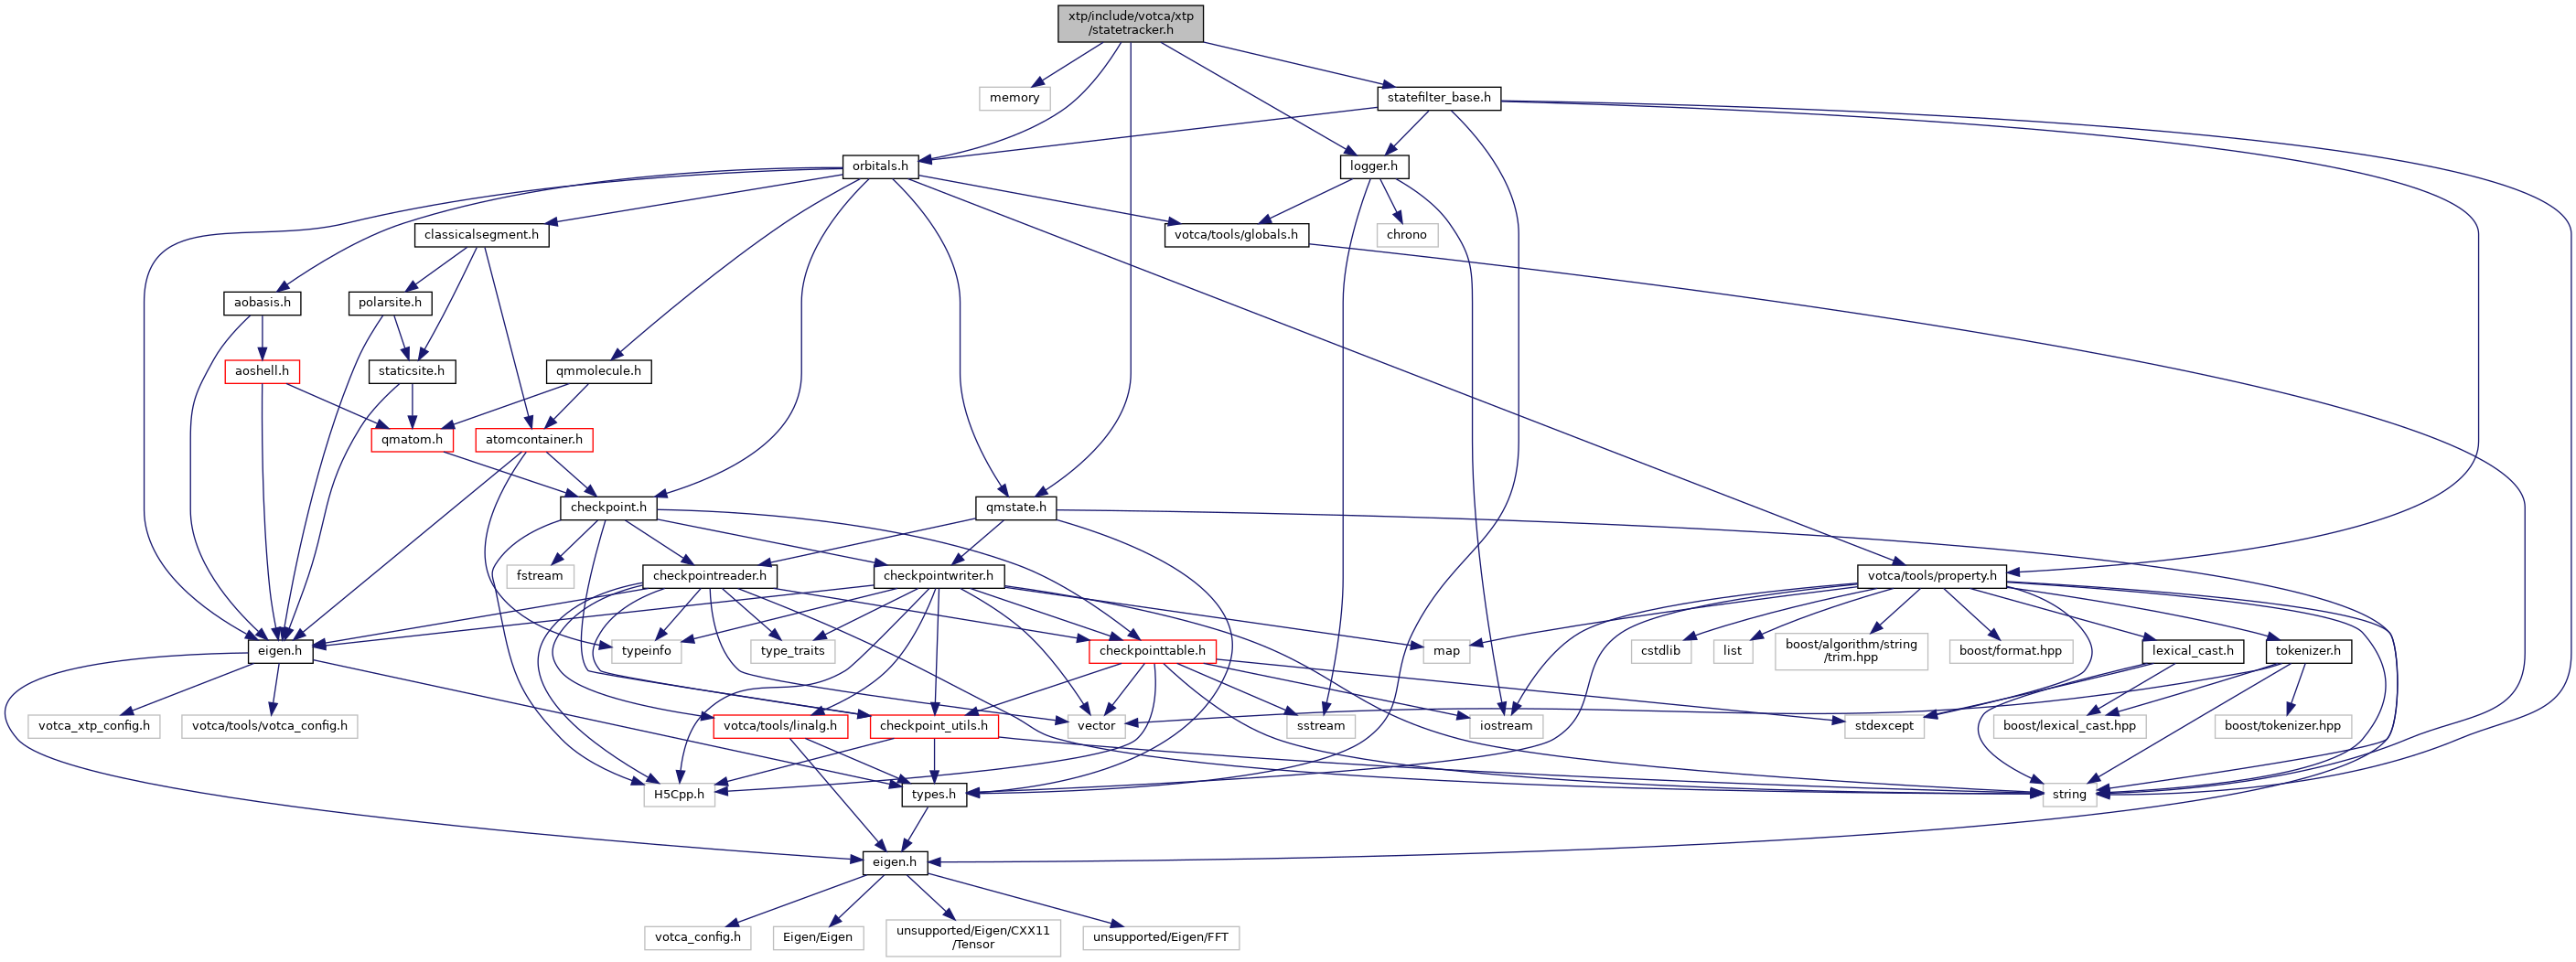 xtp/include/votca/xtp
/statetracker.h
memory
statefilter_base.h
orbitals.h
logger.h
classicalsegment.h
votca/tools/globals.h
chrono
aobasis.h
polarsite.h
aoshell.h
staticsite.h
qmmolecule.h
qmatom.h
atomcontainer.h
checkpoint.h
qmstate.h
fstream
checkpointreader.h
checkpointwriter.h
votca/tools/property.h
eigen.h
typeinfo
type_traits
checkpointtable.h
map
cstdlib
list
boost/algorithm/string
/trim.hpp
boost/format.hpp
lexical_cast.h
tokenizer.h
votca_xtp_config.h
votca/tools/votca_config.h
votca/tools/linalg.h
checkpoint_utils.h
vector
sstream
iostream
stdexcept
boost/lexical_cast.hpp
boost/tokenizer.hpp
H5Cpp.h
types.h
string
eigen.h
votca_config.h
Eigen/Eigen
unsupported/Eigen/CXX11
/Tensor
unsupported/Eigen/FFT